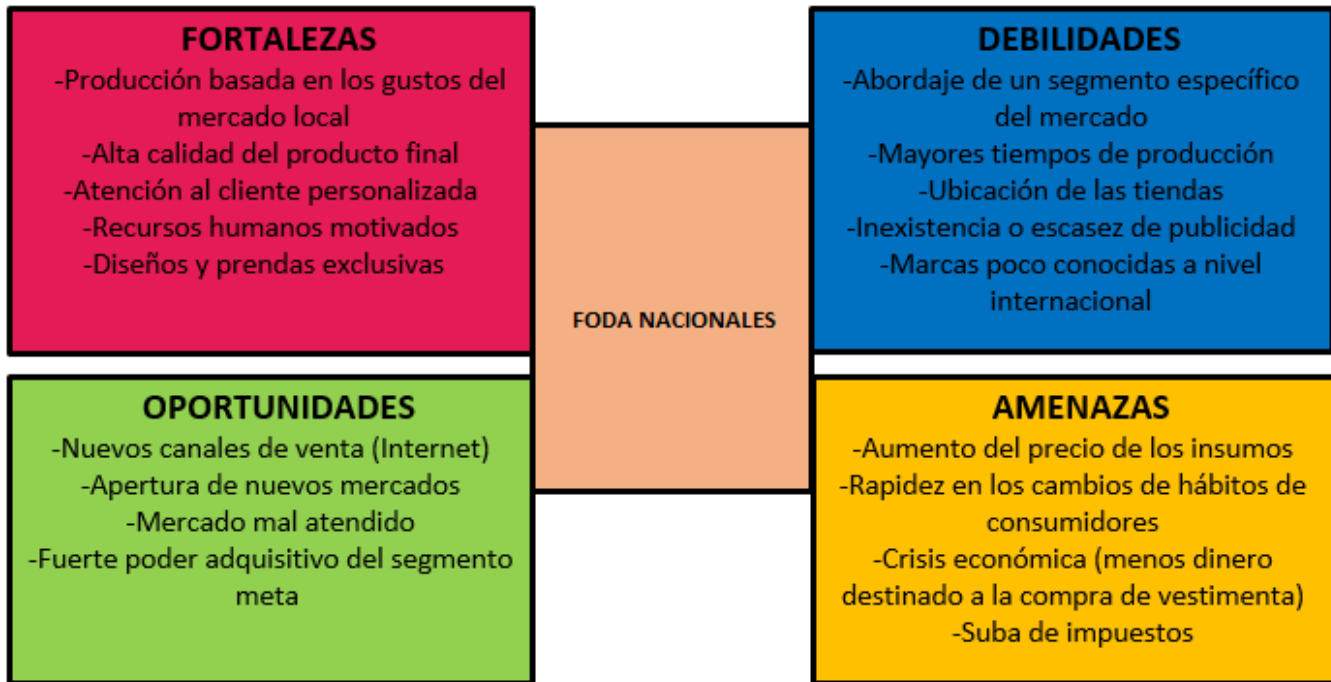 FORTALEZAS
-Producción basada en los gustos del
mercado local
-Alta calidad del producto final
-Atención al cliente personalizada
-Recursos humanos motivados
-Diseños y prendas exclusivas
DEBILIDADES
-Abordaje de un segmento específico
del mercado
-Mayores tiempos de producción
-Ubicación de las tiendas
-Inexistencia o escasez de publicidad
-Marcas poco conocidas a nivel
internacional
FODA NACIONALES
OPORTUNIDADES
-Nuevos canales de venta (Internet)
-Apertura de nuevos mercados
-Mercado mal atendido
-Fuerte poder adquisitivo del segmento
meta
AMENAZAS
-Aumento del precio de los insumos
-Rapidez en los cambios de hábitos de
consumidores
-Crisis económica (menos dinero
destinado a la compra de vestimenta)
-Suba de impuestos